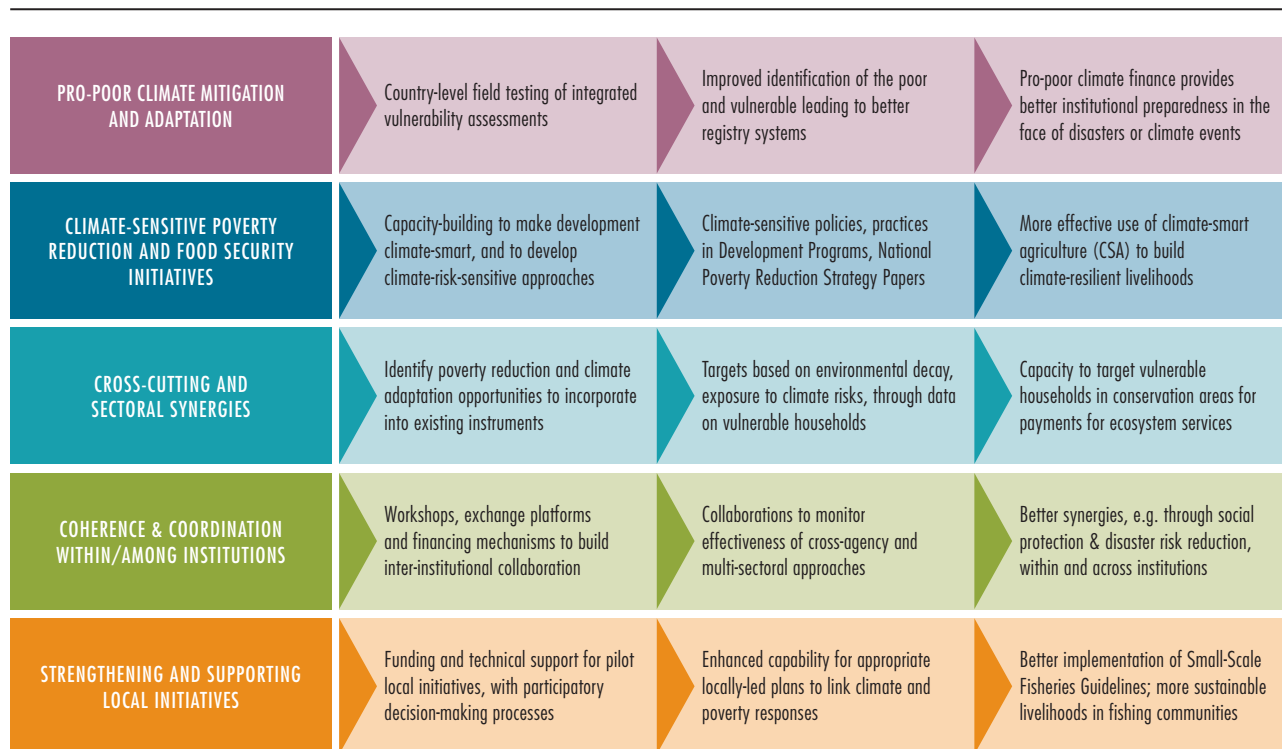 PRO-POOR CLIMATE MITIGATION
AND ADAPTATION
Country-level field testing of integrated
vulnerability assessments
Improved identification of the poor
and vulnerable leading to better
registry systems
Pro-poor climate finance provides
better institutional preparedness in the
face of disasters or climate events
CLIMATE-SENSITIVE POVERTY
REDUCTION AND FOOD SECURITY
INITIATIVES
Capacity-building to make development
climate-smart, and to develop
climate-risk-sensitive approaches
Climate-sensitive policies, practices
in Development Programs, National
Poverty Reduction Strategy Papers
More effective use of climate-smart
agriculture (CSA) to build
climate-resilient livelihoods
CROSS-CUTTING AND
SECTORAL SYNERGIES
Identify poverty reduction and climate
adaptation opportunities to incorporate
into existing instruments
Targets based on environmental decay,
exposure to climate risks, through data
on vulnerable households
Capacity to target vulnerable
households in conservation areas for
payments for ecosystem services
COHERENCE & COORDINATION
WITHIN/AMONG INSTITUTIONS
Workshops, exchange platforms
and financing mechanisms to build
inter-institutional collaboration
Collaborations to monitor
effectiveness of cross-agency and
multi-sectoral approaches
Better synergies, e.g. through social
protection & disaster risk reduction,
within and across institutions
STRENGTHENING AND SUPPORTING
LOCAL INITIATIVES
Funding and technical support for pilot
local initiatives, with participatory
decision-making processes
Enhanced capability for appropriate
locally-led plans to link climate and
poverty responses
Better implementation of Small-Scale
Fisheries Guidelines; more sustainable
livelihoods in fishing communities